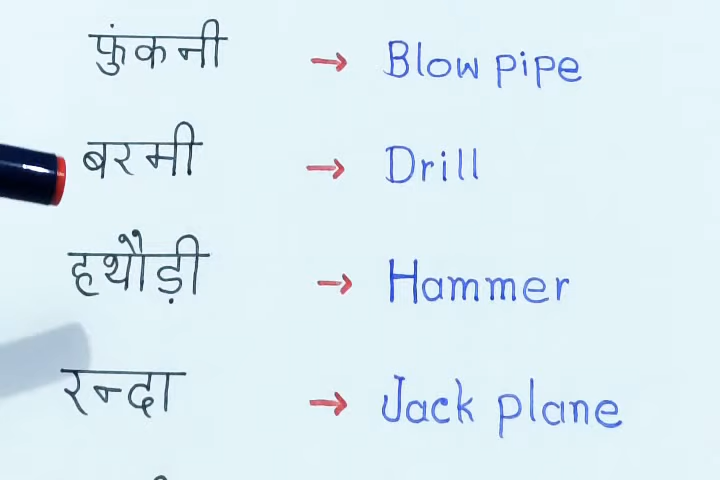 फुंकनी → Blow pipe
बरमी → Drill
हथौड़ी → Hammer
रन्दा → Jack plane